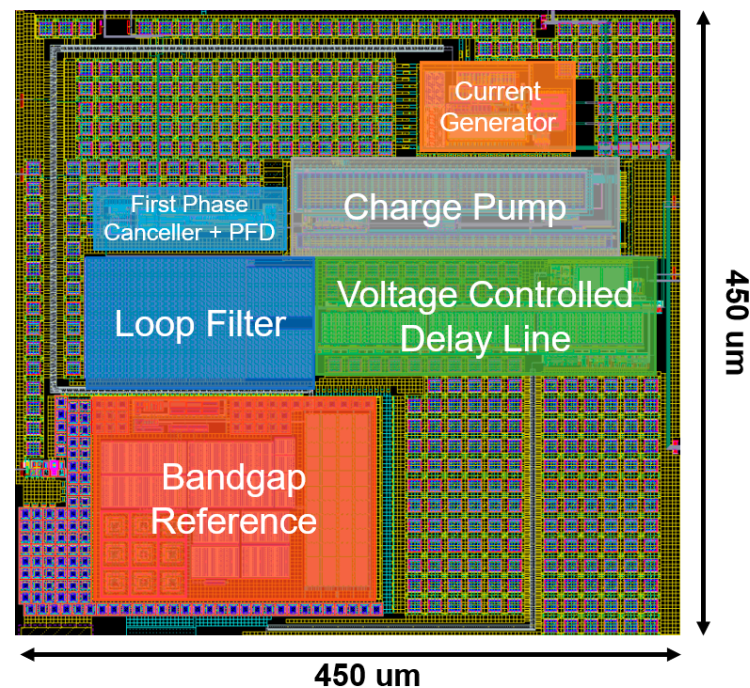 Current
Generator
First Phase
Canceller + PFD
Charge Pump
Loop Filter
Voltage Controlled
Delay Line
450 um
Bandgap
Reference
450 um